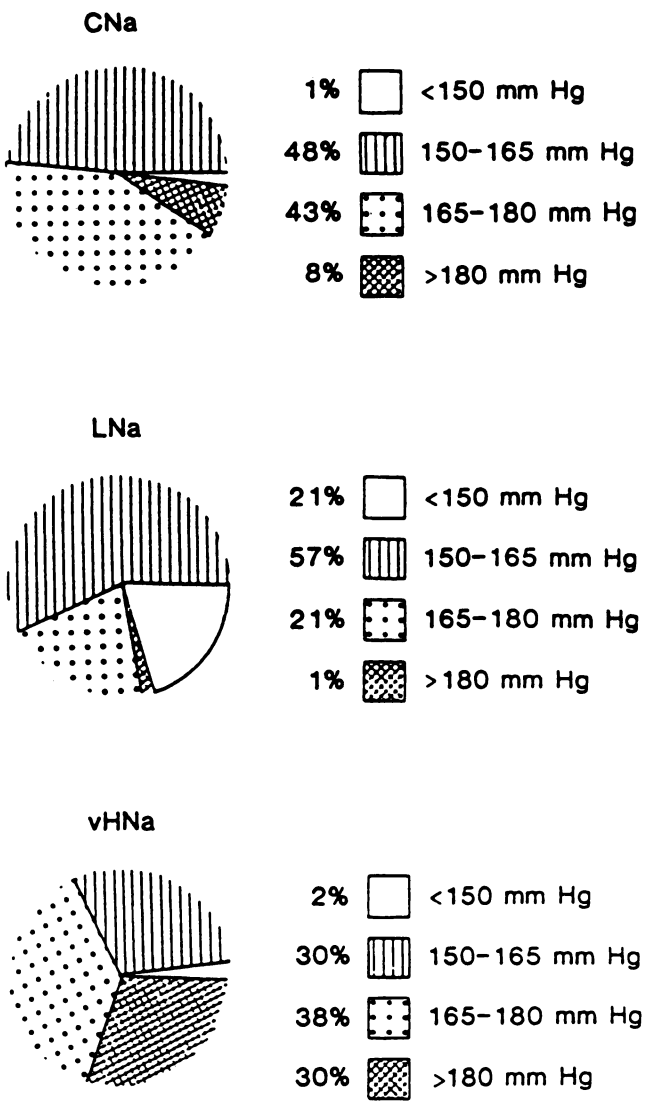 CNa
1% <150 mm Hg
48% 150-165 mm Hg
43% 165-180 mm Hg
8% >180 mm Hg
LNa
21% <150 mm Hg
57% 150-165 mm Hg
21% 165-180 mm Hg
1% >180 mm Hg
vHNa
2% <150 mm Hg
30% 150-165 mm Hg
38% 165-180 mm Hg
30% >180 mm Hg